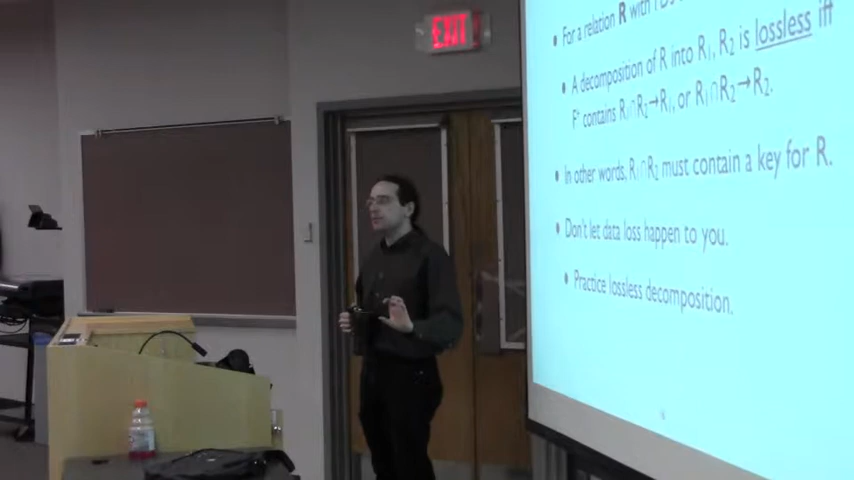 EXIT
• For a relation R with FDs
• A decomposition of R into R₁, R₂ is lossless iff
F⁺ contains R₁∩R₂→R₁, or R₁∩R₂→R₂.
• In other words, R₁∩R₂ must contain a key for R.
• Don't let data loss happen to you.
• Practice lossless decomposition.